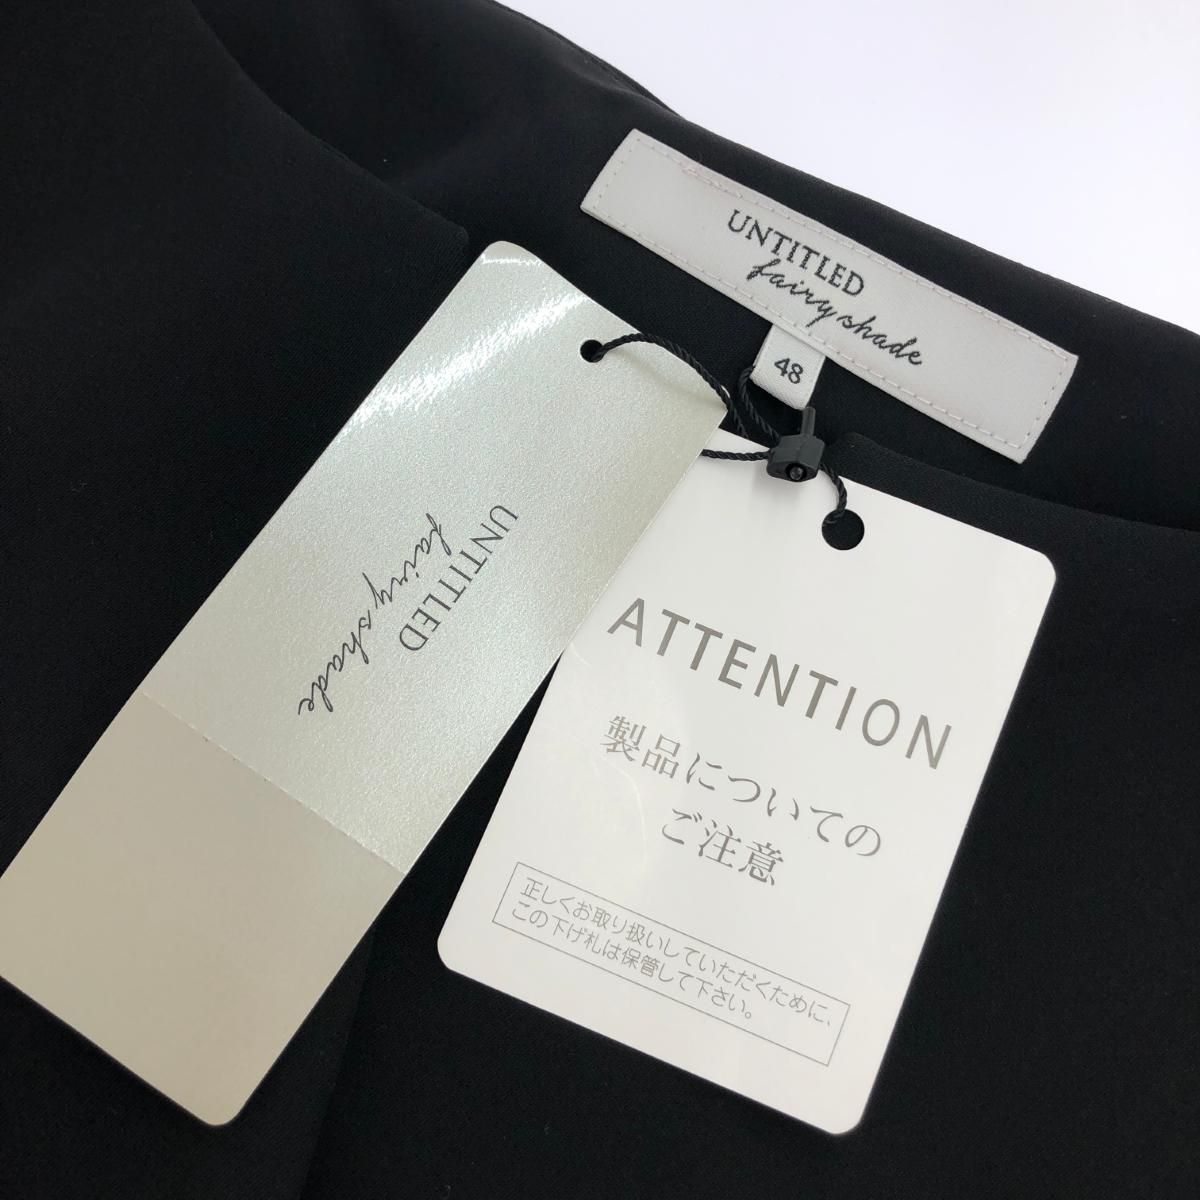 UNTITLED
fairy shade
48
UNTITLED
fairy shade
ATTENTION
製品についての
ご注意
正しくお取り扱いしていただくために、
この下げ札は保管して下さい。